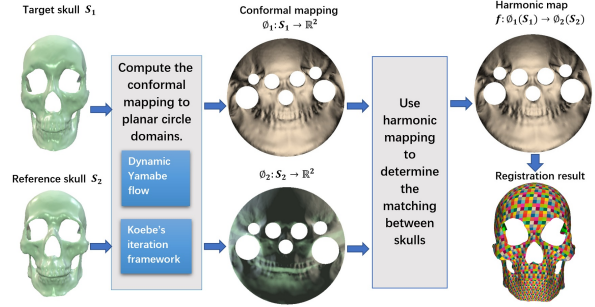 Target skull S₁
Conformal mapping
∅₁: S₁ → ℝ²
Harmonic map
f: ∅₁(S₁) → ∅₂(S₂)
Compute the
conformal
mapping to
planar circle
domains.
Dynamic
Yamabe
flow
Koebe's
iteration
framework
Use
harmonic
mapping
to
determine
the
matching
between
skulls
Reference skull S₂
∅₂: S₂ → ℝ²
Registration result